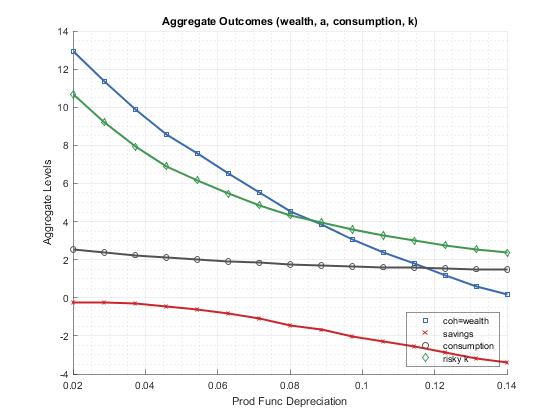 Aggregate Outcomes (wealth, a, consumption, k)
14
12
10
8
6
4
2
0
-2
-4
Aggregate Levels
0.02
0.04
0.06
0.08
0.1
0.12
0.14
Prod Func Depreciation
coh=wealth
savings
consumption
risky k